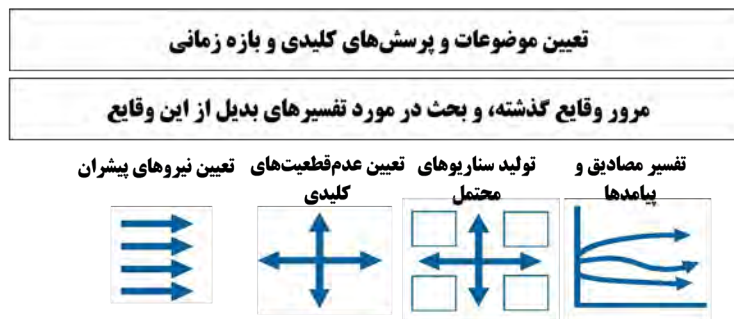 تعیین موضوعات و پرسش‌های کلیدی و بازه زمانی
مرور وقایع گذشته، و بحث در مورد تفسیرهای بدیل از این وقایع
تفسیر مصادیق و
پیامدها
تولید سناریوهای
محتمل
تعیین عدم‌قطعیت‌های
کلیدی
تعیین نیروهای پیشران